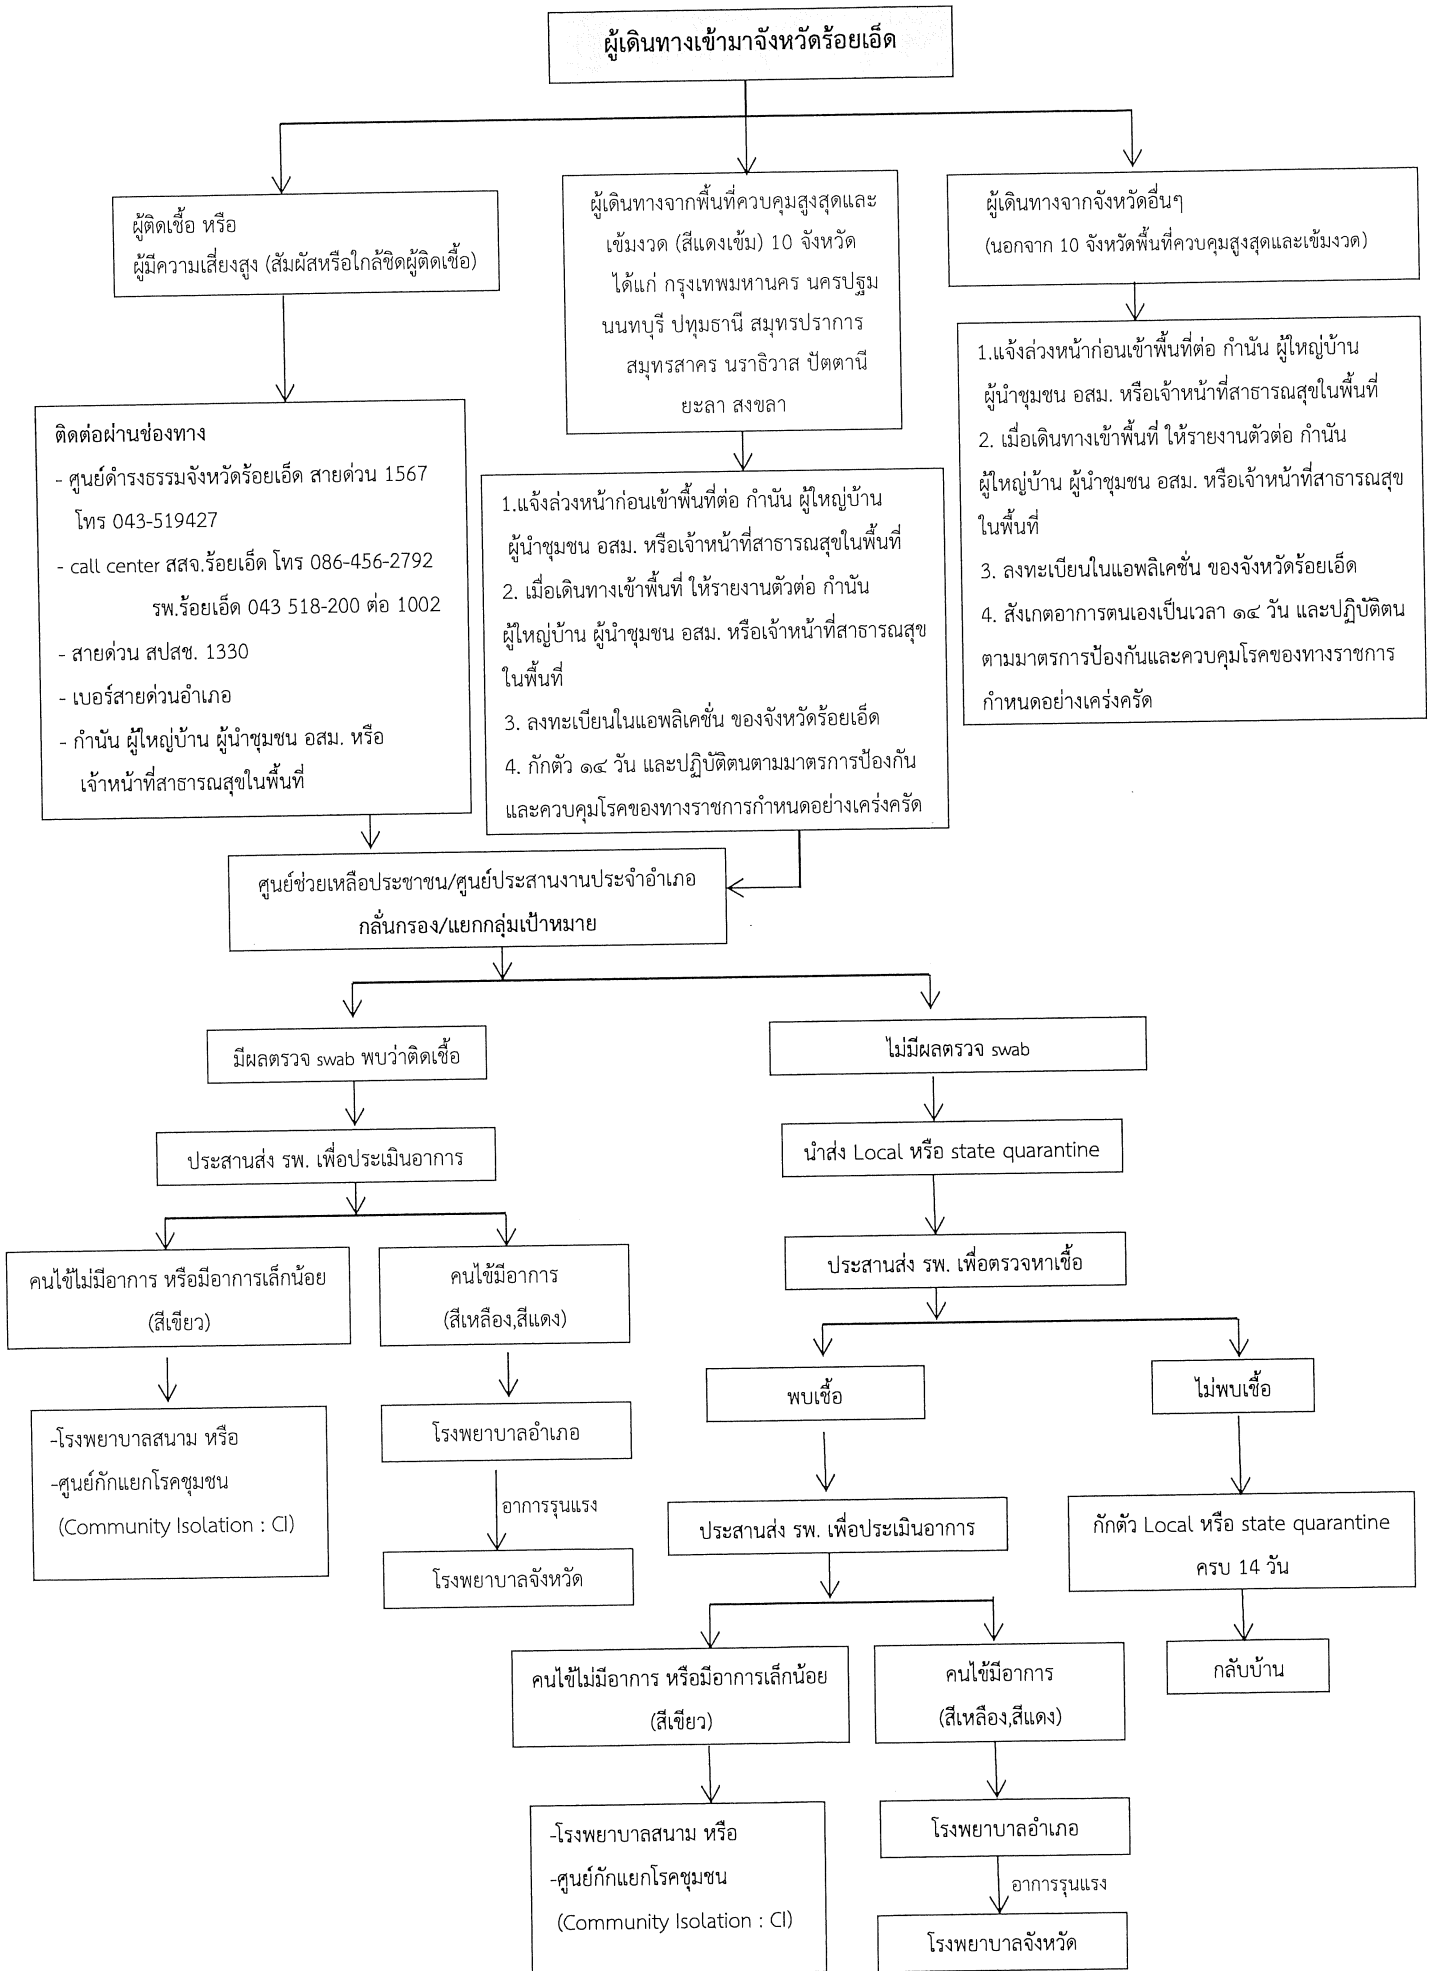 ผู้เดินทางเข้ามาจังหวัดร้อยเอ็ด
ผู้ติดเชื้อ หรือ
ผู้มีความเสี่ยงสูง (สัมผัสหรือใกล้ชิดผู้ติดเชื้อ)
ผู้เดินทางจากพื้นที่ควบคุมสูงสุดและ
เข้มงวด (สีแดงเข้ม) 10 จังหวัด
ได้แก่ กรุงเทพมหานคร นครปฐม
นนทบุรี ปทุมธานี สมุทรปราการ
สมุทรสาคร นราธิวาส ปัตตานี
ยะลา สงขลา
ผู้เดินทางจากจังหวัดอื่นๆ
(นอกจาก 10 จังหวัดพื้นที่ควบคุมสูงสุดและเข้มงวด)
ติดต่อผ่านช่องทาง
- ศูนย์ดำรงธรรมจังหวัดร้อยเอ็ด สายด่วน 1567
โทร 043-519427
- call center สสจ.ร้อยเอ็ด โทร 086-456-2792
รพ.ร้อยเอ็ด 043 518-200 ต่อ 1002
- สายด่วน สปสช. 1330
- เบอร์สายด่วนอำเภอ
- กำนัน ผู้ใหญ่บ้าน ผู้นำชุมชน อสม. หรือ
เจ้าหน้าที่สาธารณสุขในพื้นที่
1.แจ้งล่วงหน้าก่อนเข้าพื้นที่ต่อ กำนัน ผู้ใหญ่บ้าน
ผู้นำชุมชน อสม. หรือเจ้าหน้าที่สาธารณสุขในพื้นที่
2. เมื่อเดินทางเข้าพื้นที่ ให้รายงานตัวต่อ กำนัน
ผู้ใหญ่บ้าน ผู้นำชุมชน อสม. หรือเจ้าหน้าที่สาธารณสุข
ในพื้นที่
3. ลงทะเบียนในแอพลิเคชั่น ของจังหวัดร้อยเอ็ด
4. กักตัว ๑๔ วัน และปฏิบัติตนตามมาตรการป้องกัน
และควบคุมโรคของทางราชการกำหนดอย่างเคร่งครัด
1.แจ้งล่วงหน้าก่อนเข้าพื้นที่ต่อ กำนัน ผู้ใหญ่บ้าน
ผู้นำชุมชน อสม. หรือเจ้าหน้าที่สาธารณสุขในพื้นที่
2. เมื่อเดินทางเข้าพื้นที่ ให้รายงานตัวต่อ กำนัน
ผู้ใหญ่บ้าน ผู้นำชุมชน อสม. หรือเจ้าหน้าที่สาธารณสุข
ในพื้นที่
3. ลงทะเบียนในแอพลิเคชั่น ของจังหวัดร้อยเอ็ด
4. สังเกตอาการตนเองเป็นเวลา ๑๔ วัน และปฏิบัติตน
ตามมาตรการป้องกันและควบคุมโรคของทางราชการ
กำหนดอย่างเคร่งครัด
ศูนย์ช่วยเหลือประชาชน/ศูนย์ประสานงานประจำอำเภอ
กลั่นกรอง/แยกกลุ่มเป้าหมาย
มีผลตรวจ swab พบว่าติดเชื้อ
ไม่มีผลตรวจ swab
ประสานส่ง รพ. เพื่อประเมินอาการ
นำส่ง Local หรือ state quarantine
คนไข้ไม่มีอาการ หรือมีอาการเล็กน้อย
(สีเขียว)
คนไข้มีอาการ
(สีเหลือง,สีแดง)
ประสานส่ง รพ. เพื่อตรวจหาเชื้อ
พบเชื้อ
ไม่พบเชื้อ
-โรงพยาบาลสนาม หรือ
-ศูนย์กักแยกโรคชุมชน
(Community Isolation : CI)
โรงพยาบาลอำเภอ
อาการรุนแรง
โรงพยาบาลจังหวัด
ประสานส่ง รพ. เพื่อประเมินอาการ
กักตัว Local หรือ state quarantine
ครบ 14 วัน
คนไข้ไม่มีอาการ หรือมีอาการเล็กน้อย
(สีเขียว)
คนไข้มีอาการ
(สีเหลือง,สีแดง)
กลับบ้าน
-โรงพยาบาลสนาม หรือ
-ศูนย์กักแยกโรคชุมชน
(Community Isolation : CI)
โรงพยาบาลอำเภอ
อาการรุนแรง
โรงพยาบาลจังหวัด